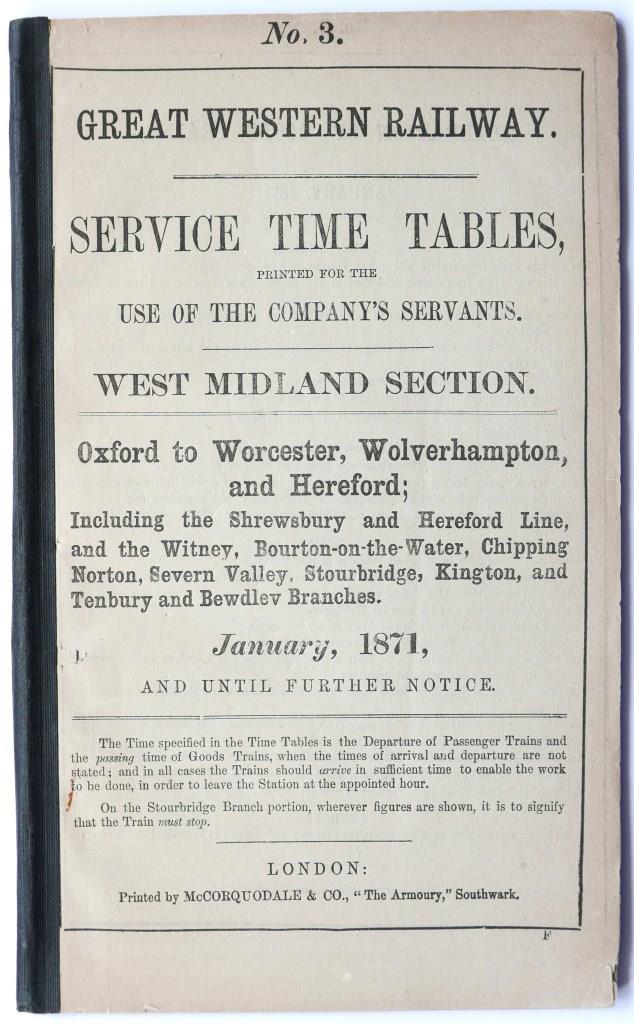 No. 3.
GREAT WESTERN RAILWAY.
SERVICE TIME TABLES,
PRINTED FOR THE
USE OF THE COMPANY'S SERVANTS.
WEST MIDLAND SECTION.
Oxford to Worcester, Wolverhampton,
and Hereford;
Including the Shrewsbury and Hereford Line,
and the Witney, Bourton-on-the-Water, Chipping
Norton, Severn Valley, Stourbridge, Kington, and
Tenbury and Bewdley Branches.
January, 1871,
AND UNTIL FURTHER NOTICE.
The Time specified in the Time Tables is the Departure of Passenger Trains and
the passing Time of Goods Trains, when the times of arrival and departure are not
stated; and in all cases the Trains should arrive in sufficient time to enable the work
to be done, in order to leave the Station at the appointed hour.
On the Stourbridge Branch portion, wherever figures are shown, it is to signify
that the Train must stop.
LONDON:
Printed by McCORQUODALE & CO., "The Armoury," Southwark.
F